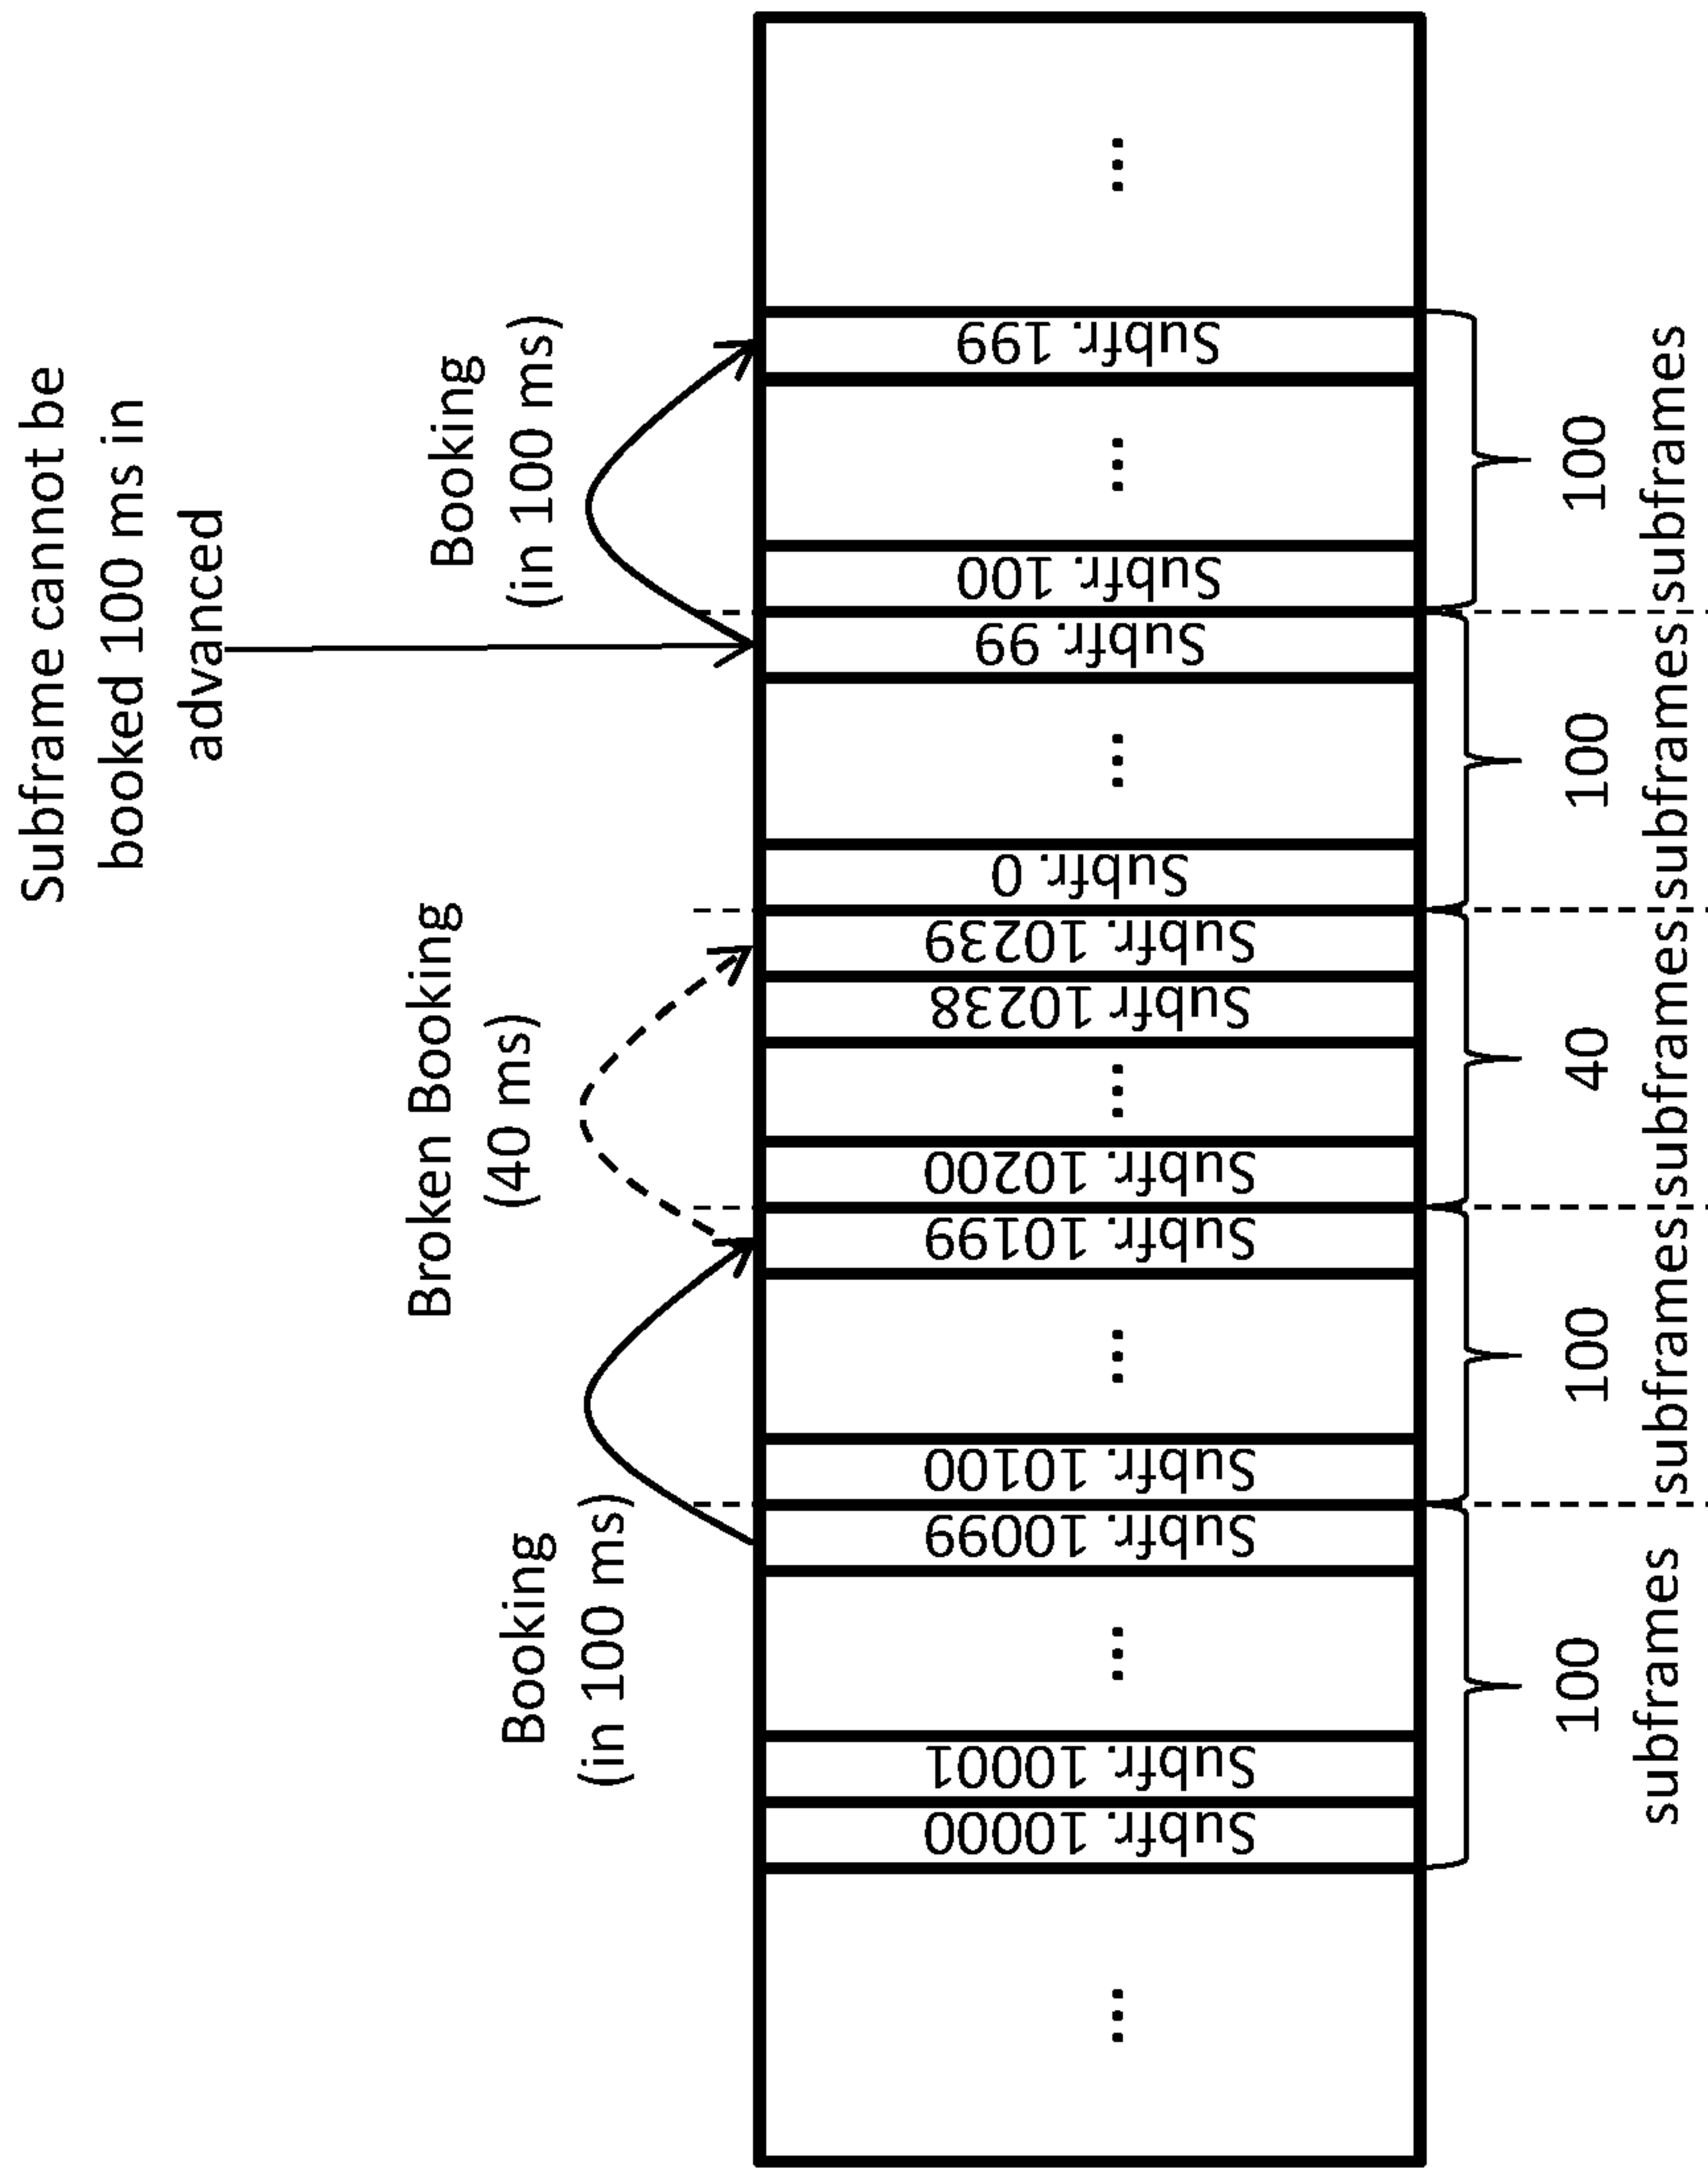 Subframe cannot be
booked 100 ms in
advanced
Booking
(in 100 ms)
Broken Booking
(40 ms)
Booking
(in 100 ms)
...
Subfr. 10000
Subfr. 10001
...
Subfr. 10099
Subfr. 10100
...
Subfr. 10199
Subfr. 10200
...
Subfr 10238
Subfr. 10239
Subfr. 0
...
Subfr. 99
Subfr. 100
...
Subfr. 199
...
100
subframes
100
subframes
40
subframes
100
subframes
100
subframes